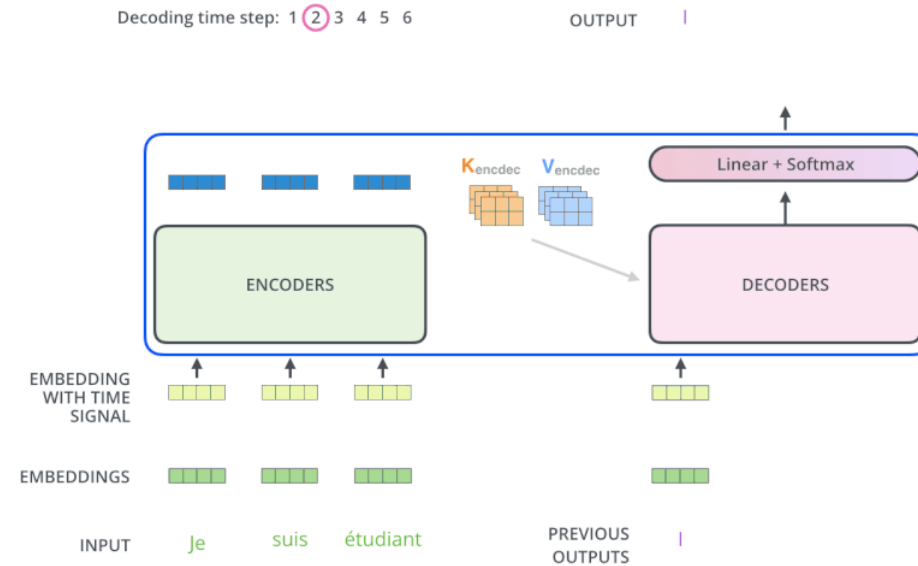 Decoding time step: 1 2 3 4 5 6
OUTPUT I
Kencdec Vencdec
Linear + Softmax
ENCODERS
DECODERS
EMBEDDING
WITH TIME
SIGNAL
EMBEDDINGS
INPUT Je suis étudiant
PREVIOUS
OUTPUTS I